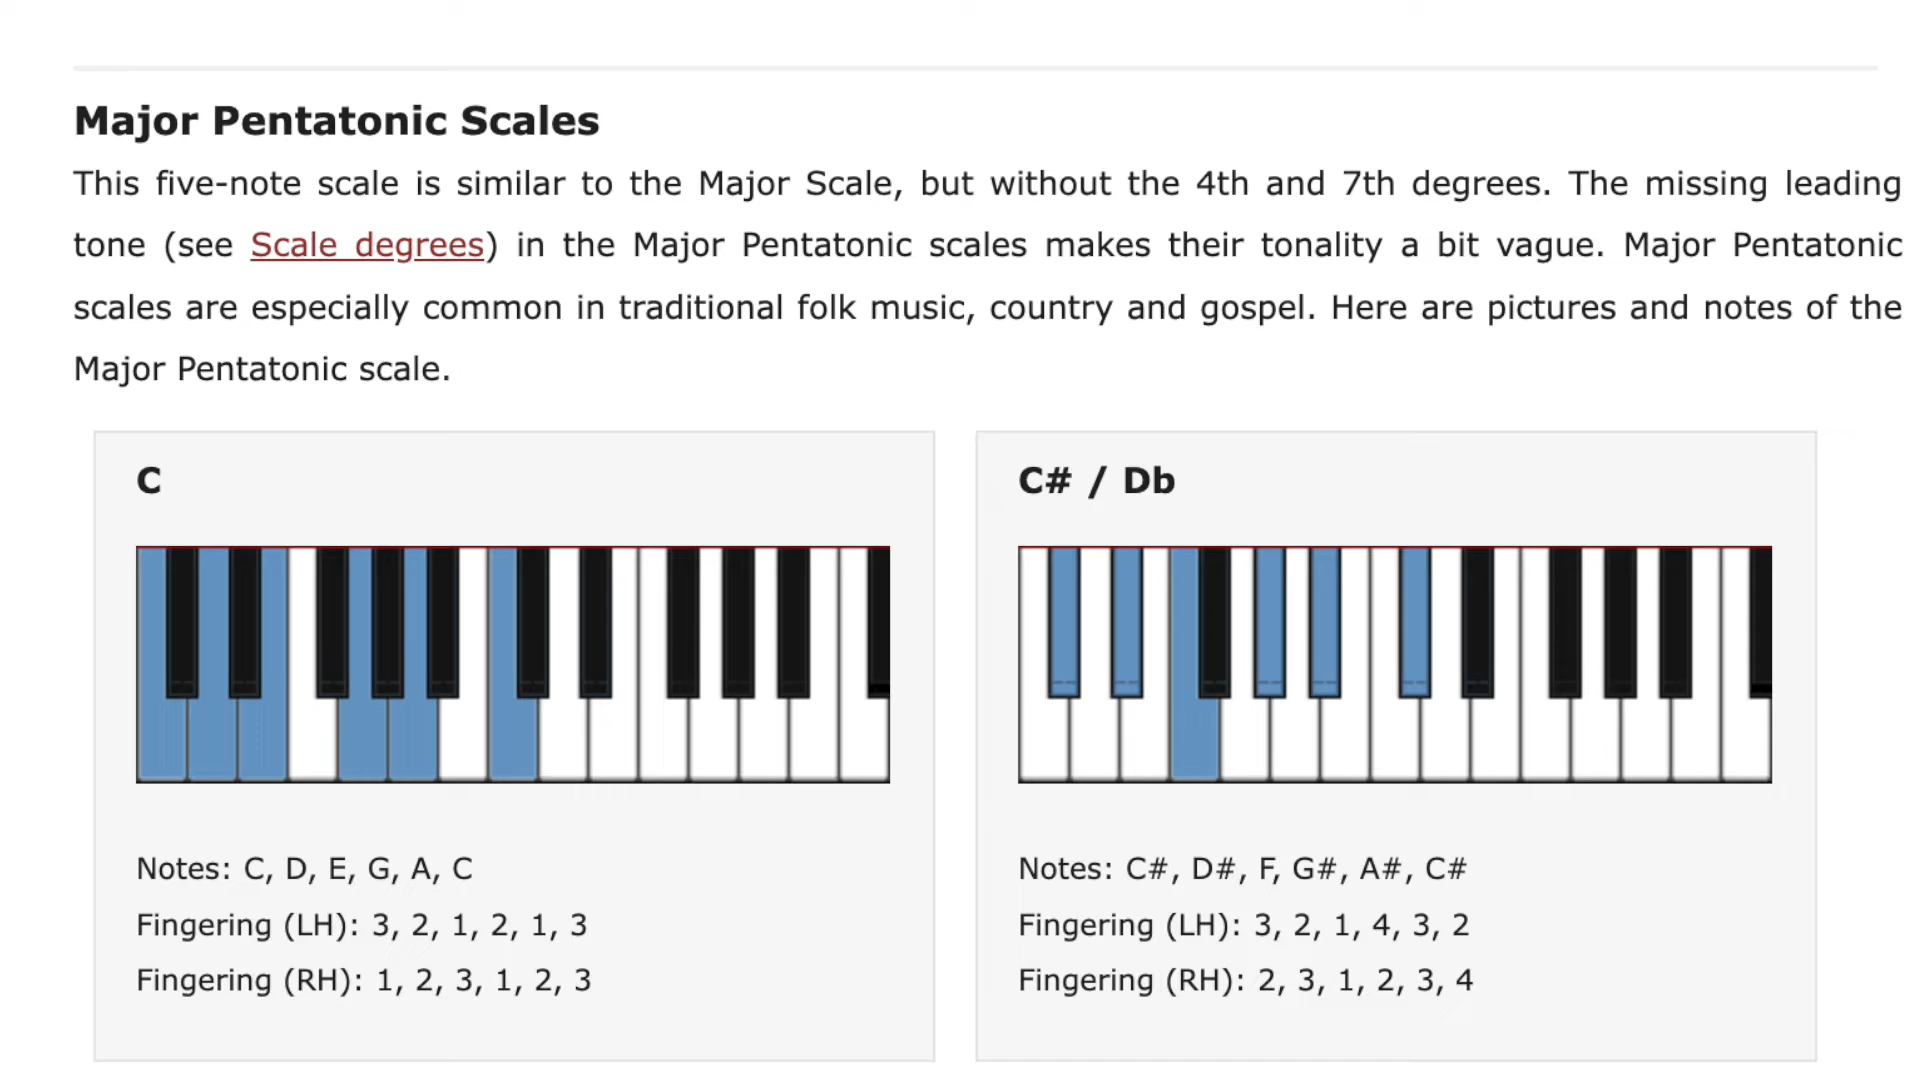 Major Pentatonic Scales
This five-note scale is similar to the Major Scale, but without the 4th and 7th degrees. The missing leading
tone (see Scale degrees) in the Major Pentatonic scales makes their tonality a bit vague. Major Pentatonic
scales are especially common in traditional folk music, country and gospel. Here are pictures and notes of the
Major Pentatonic scale.
C
Notes: C, D, E, G, A, C
Fingering (LH): 3, 2, 1, 2, 1, 3
Fingering (RH): 1, 2, 3, 1, 2, 3
C# / Db
Notes: C#, D#, F, G#, A#, C#
Fingering (LH): 3, 2, 1, 4, 3, 2
Fingering (RH): 2, 3, 1, 2, 3, 4